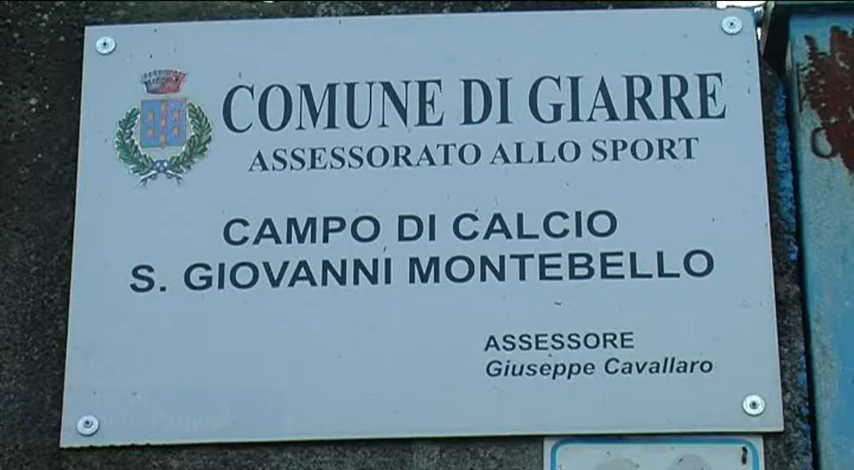 COMUNE DI GIARRE
ASSESSORATO ALLO SPORT
CAMPO DI CALCIO
S. GIOVANNI MONTEBELLO
ASSESSORE
Giuseppe Cavallaro